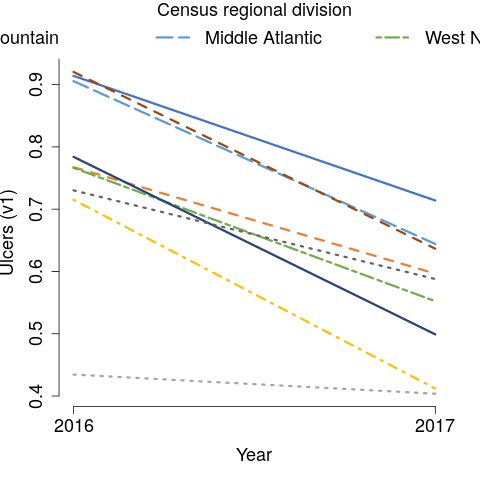 Census regional division
ountain Middle Atlantic West N
0.9
0.8
0.7
0.6
0.5
0.4
Ulcers (v1)
2016 2017
Year